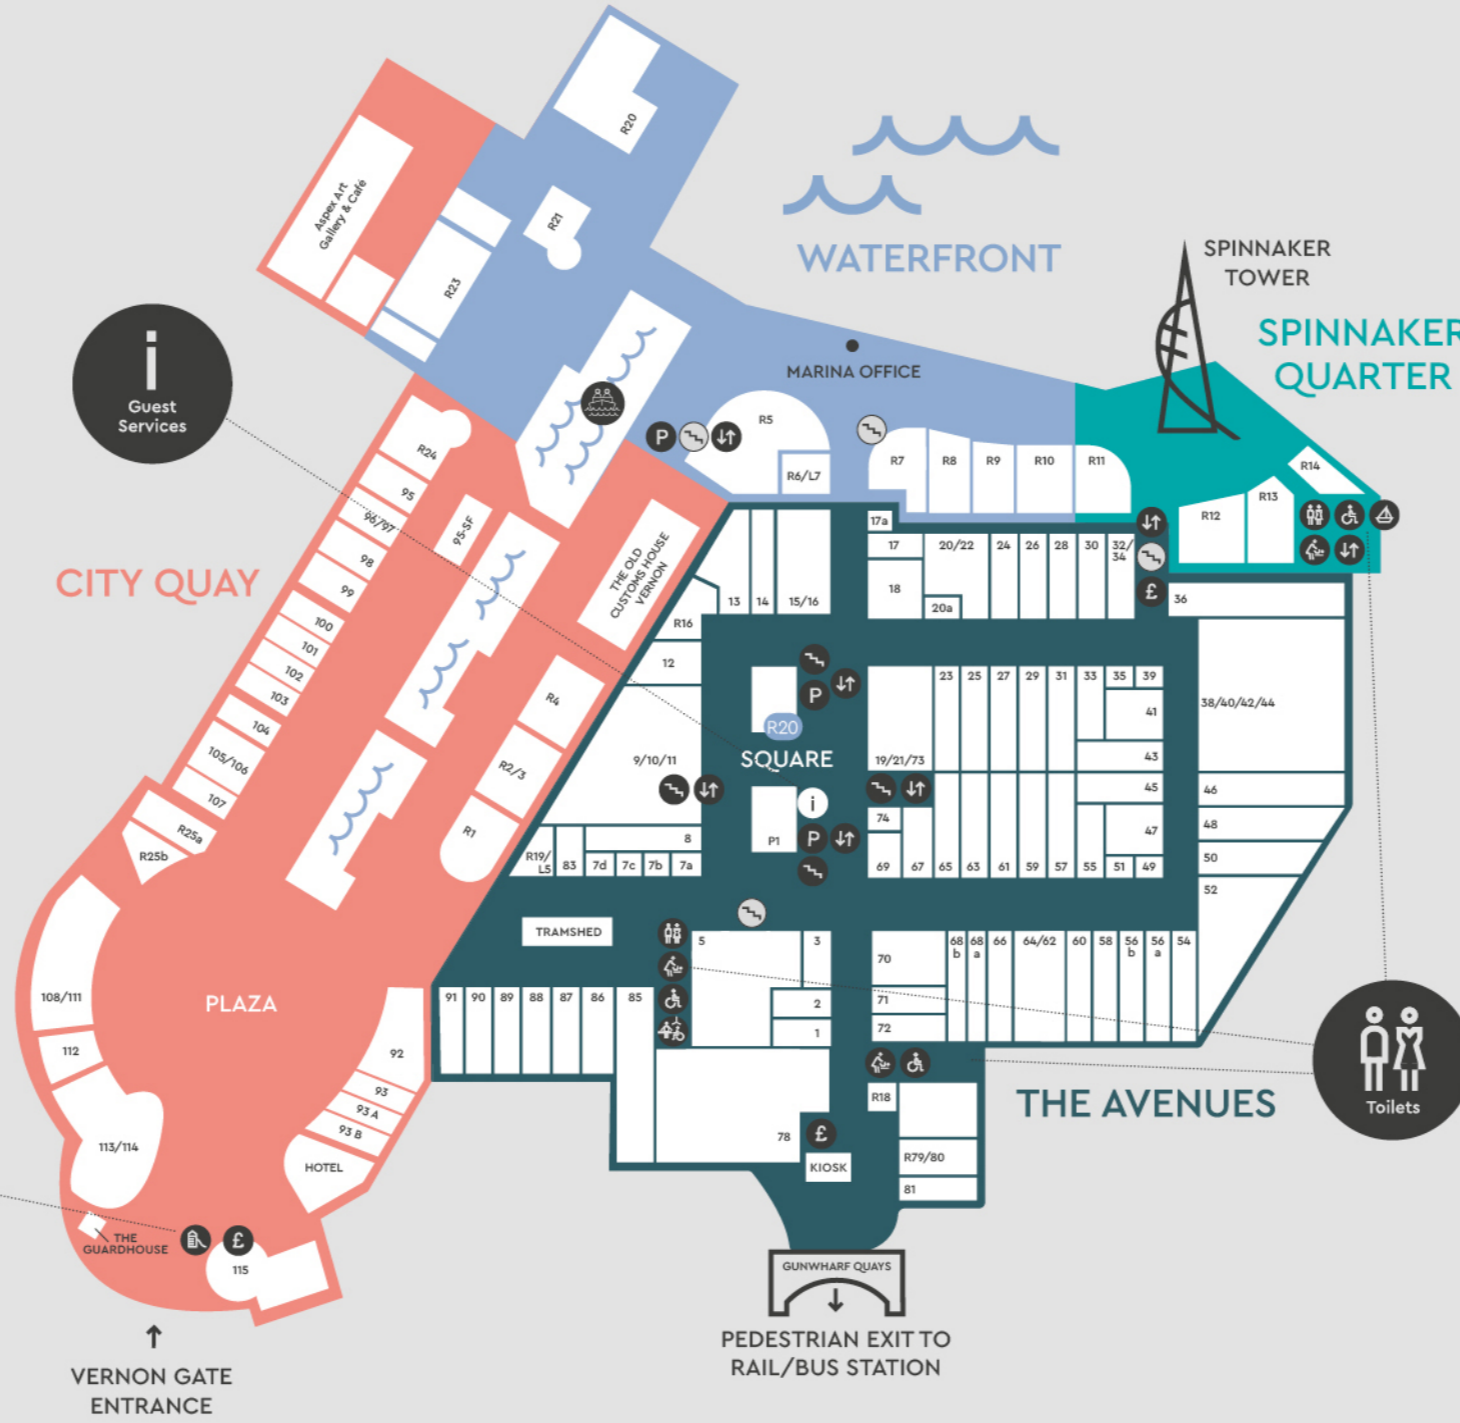 R20
Aspex Art
Gallery & Café
R21
R23
WATERFRONT
SPINNAKER
TOWER
SPINNAKER
QUARTER
i
Guest
Services
MARINA OFFICE
P
R5
R6/L7
R7
R8
R9
R10
R11
R14
R13
R12
R24
95
96/97
95-SF
98
99
CITY QUAY
THE OLD
CUSTOMS HOUSE
VERNON
100
101
102
103
104
105/106
107
R25a
R25b
R4
R2/3
R1
13
14
15/16
R16
12
17a
17
18
20/22
20a
24
26
28
30
32/
34
£
36
P
R20
SQUARE
9/10/11
i
P1
P
23
25
27
29
31
33
35
39
41
43
38/40/42/44
19/21/73
45
46
47
48
50
52
74
69
67
65
63
61
59
57
55
51
49
8
R19/
L5
83
7d
7c
7b
7a
TRAMSHED
5
3
2
1
70
71
72
68
b
68
a
66
64/62
60
58
56
b
56
a
54
91
90
89
88
87
86
85
108/111
PLAZA
112
113/114
92
93
93 A
93 B
HOTEL
THE
GUARDHOUSE
£
115
78
£
KIOSK
R18
R79/80
81
THE AVENUES
Toilets
GUNWHARF QUAYS
PEDESTRIAN EXIT TO
RAIL/BUS STATION
VERNON GATE
ENTRANCE